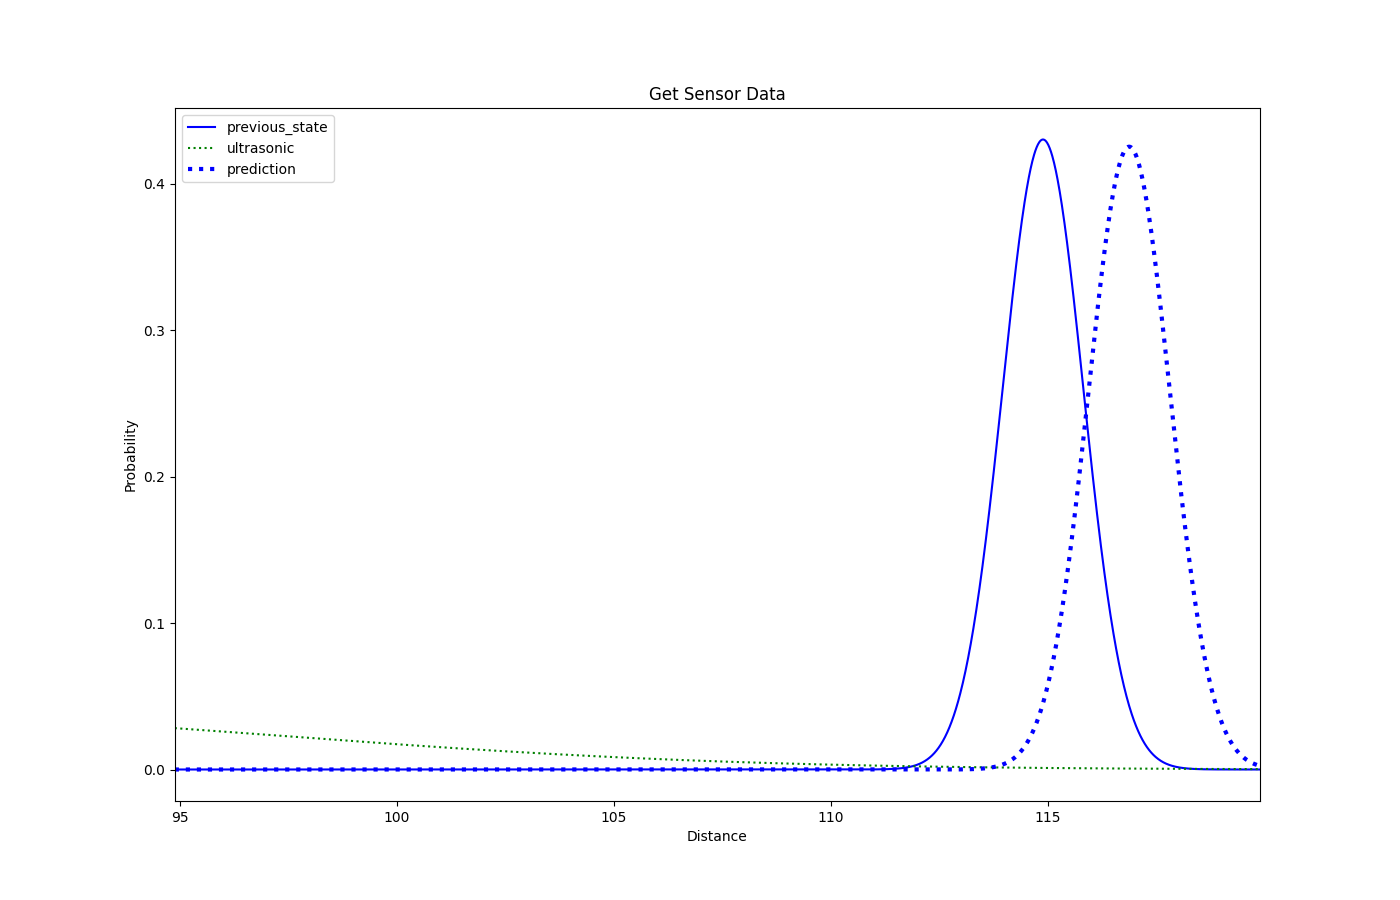 Get Sensor Data
previous_state
ultrasonic
prediction
0.4
0.3
0.2
0.1
0.0
Probability
95 100 105 110 115
Distance